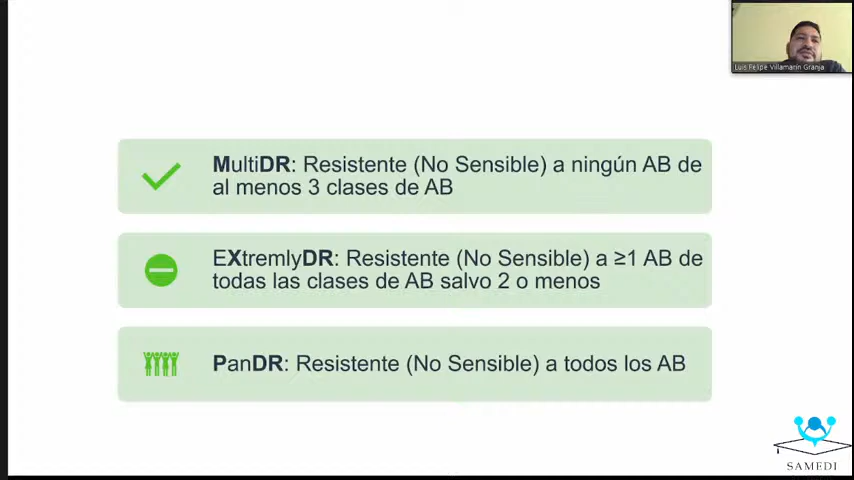 Luis Felipe Villamarin Granja
MultiDR: Resistente (No Sensible) a ningún AB de
al menos 3 clases de AB
EXtremlyDR: Resistente (No Sensible) a ≥1 AB de
todas las clases de AB salvo 2 o menos
PanDR: Resistente (No Sensible) a todos los AB
SAMEDI